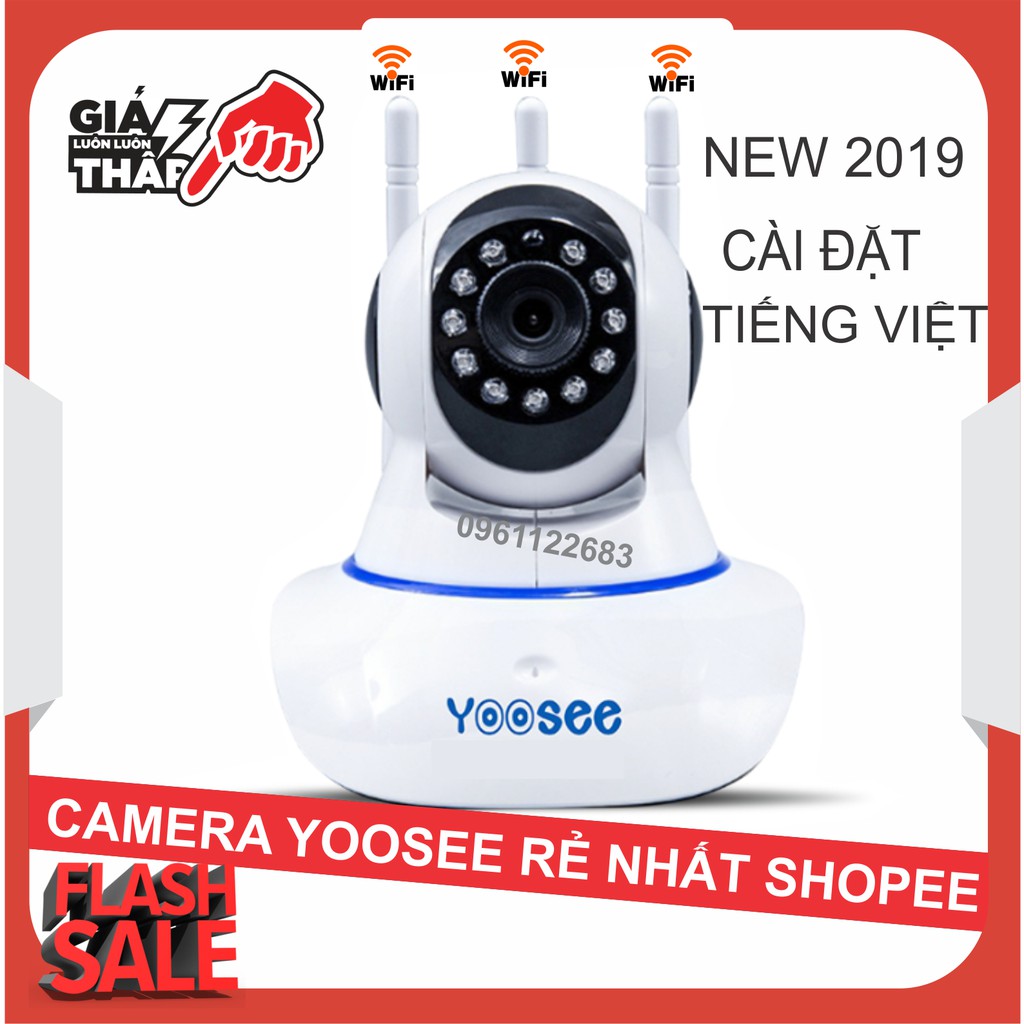 WiFi
WiFi
WiFi
GIÁ
LUÔN LUÔN
THẤP
NEW 2019
CÀI ĐẶT
TIẾNG VIỆT
0961122683
Yoosee
CAMERA YOOSEE RẺ NHẤT SHOPEE
FLASH
SALE